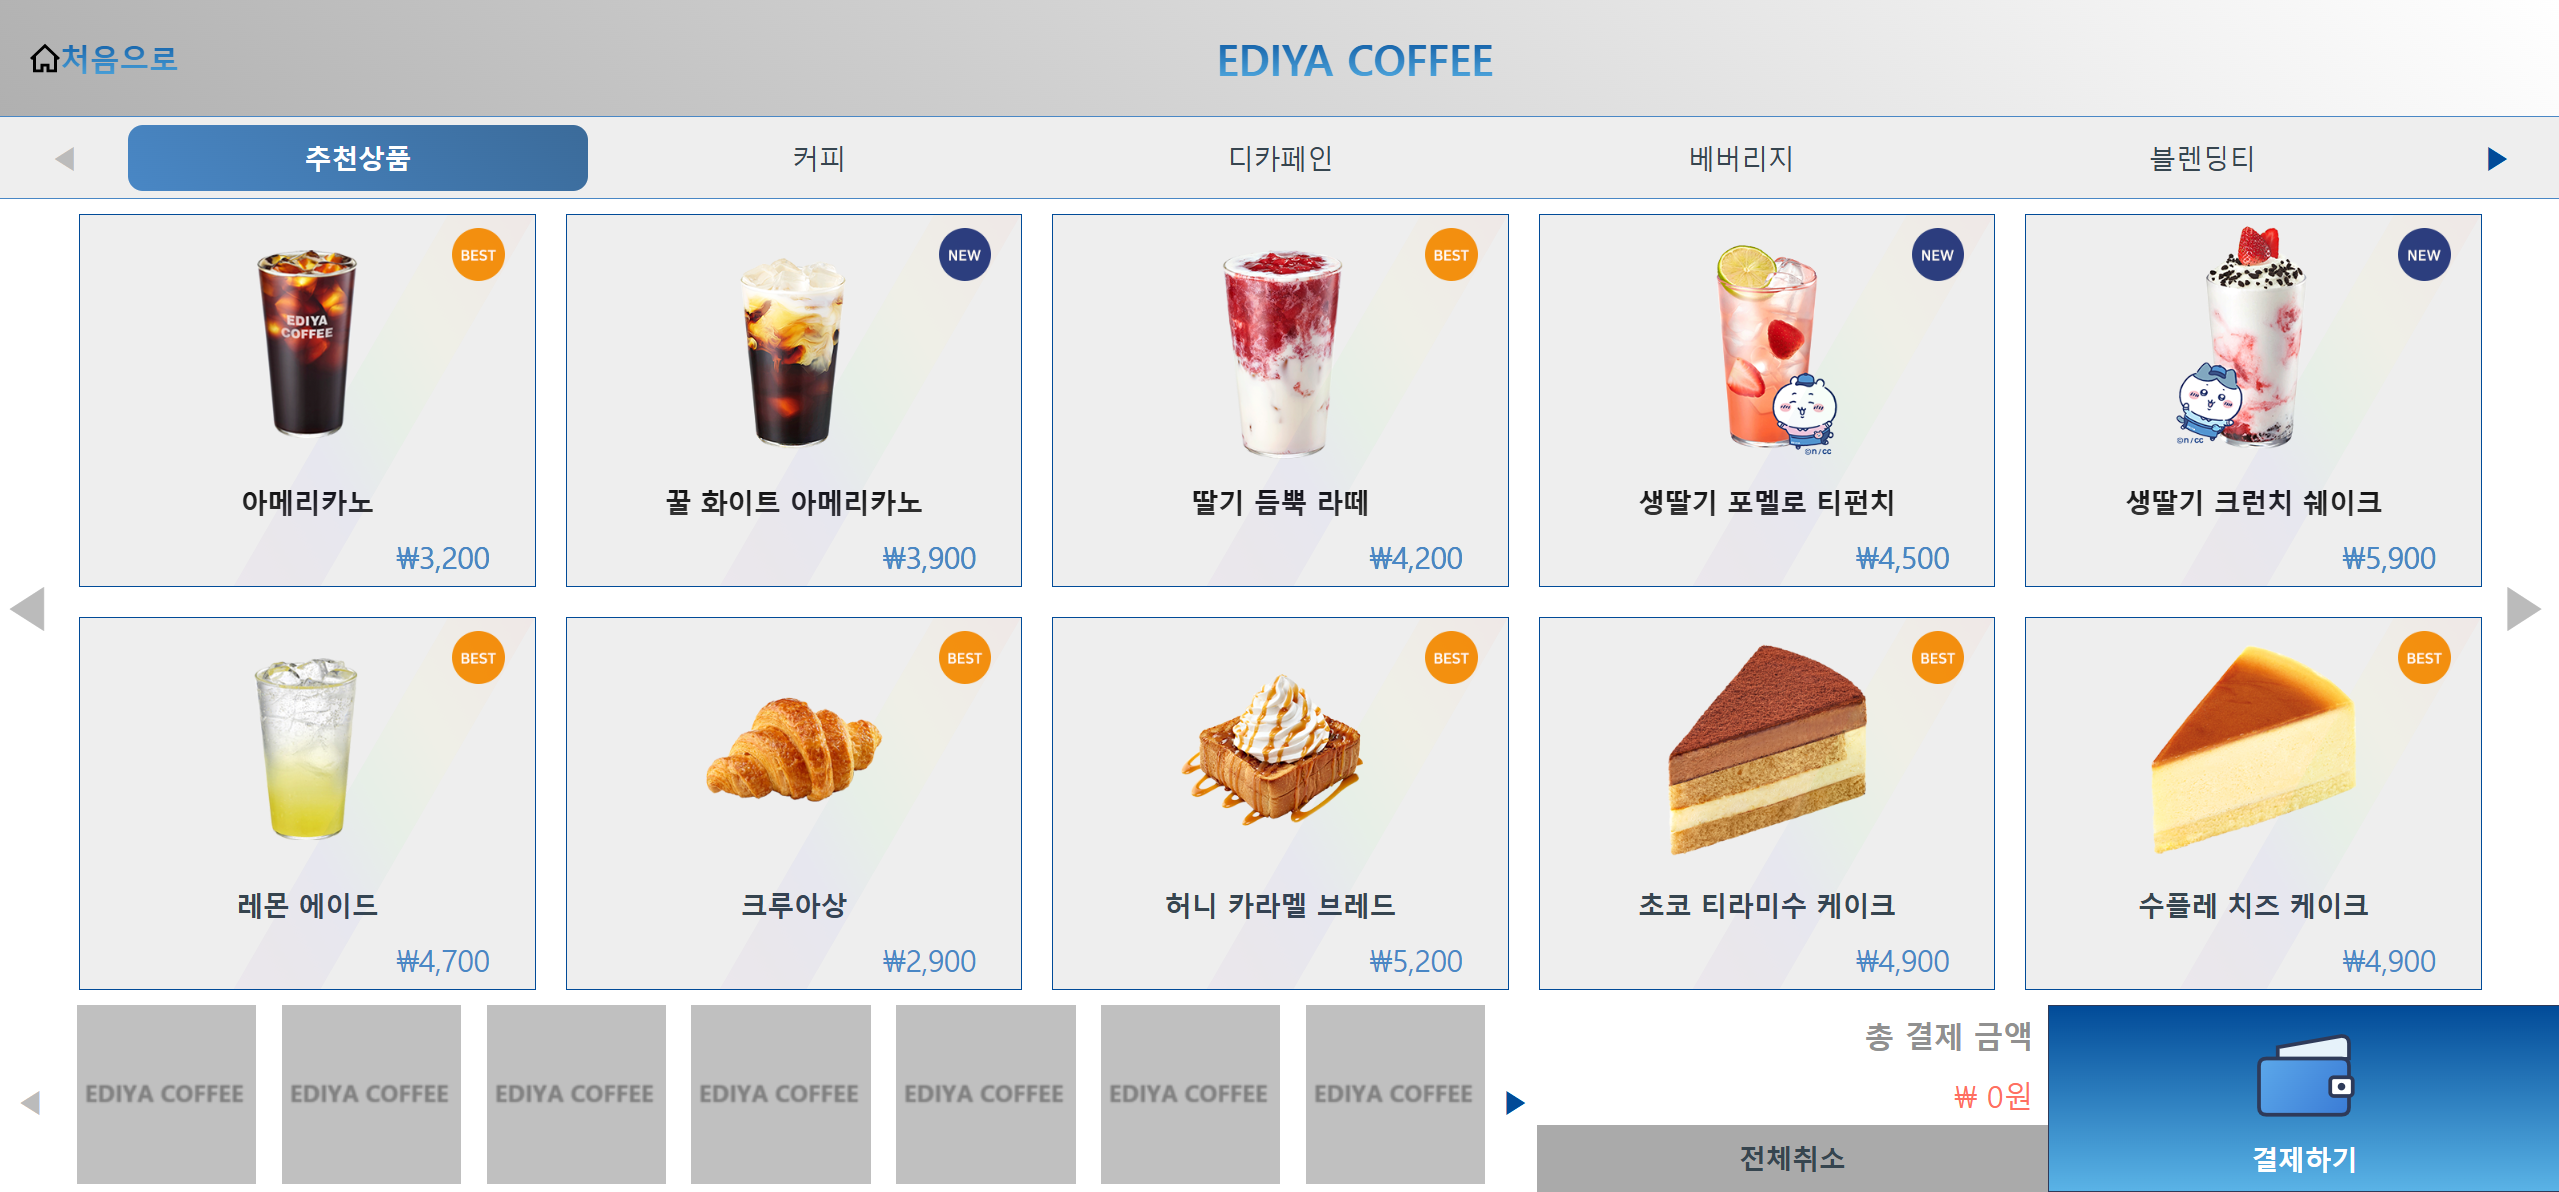 처음으로
EDIYA COFFEE
추천상품
커피
디카페인
베버리지
블렌딩티
BEST
EDIYA
COFFEE
아메리카노
₩3,200
NEW
꿀 화이트 아메리카노
₩3,900
BEST
딸기 듬뿍 라떼
₩4,200
NEW
©n/cc
생딸기 포멜로 티펀치
₩4,500
NEW
©n/cc
생딸기 크런치 쉐이크
₩5,900
BEST
레몬 에이드
₩4,700
BEST
크루아상
₩2,900
BEST
허니 카라멜 브레드
₩5,200
BEST
초코 티라미수 케이크
₩4,900
BEST
수플레 치즈 케이크
₩4,900
EDIYA COFFEE
EDIYA COFFEE
EDIYA COFFEE
EDIYA COFFEE
EDIYA COFFEE
EDIYA COFFEE
EDIYA COFFEE
총 결제 금액
₩ 0원
전체취소
결제하기